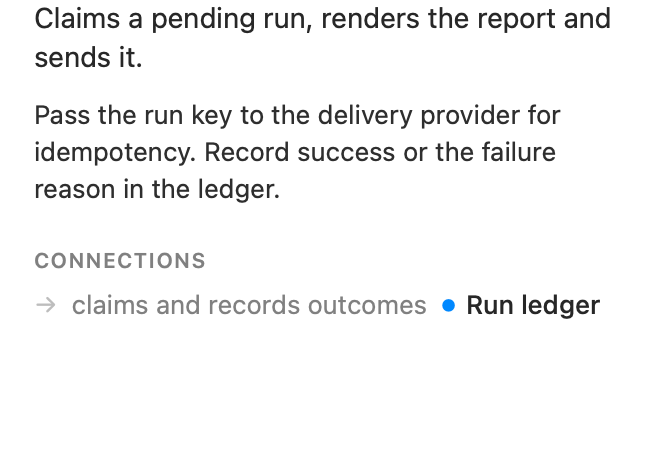 Claims a pending run, renders the report and
sends it.
Pass the run key to the delivery provider for
idempotency. Record success or the failure
reason in the ledger.
CONNECTIONS
→ claims and records outcomes ● Run ledger